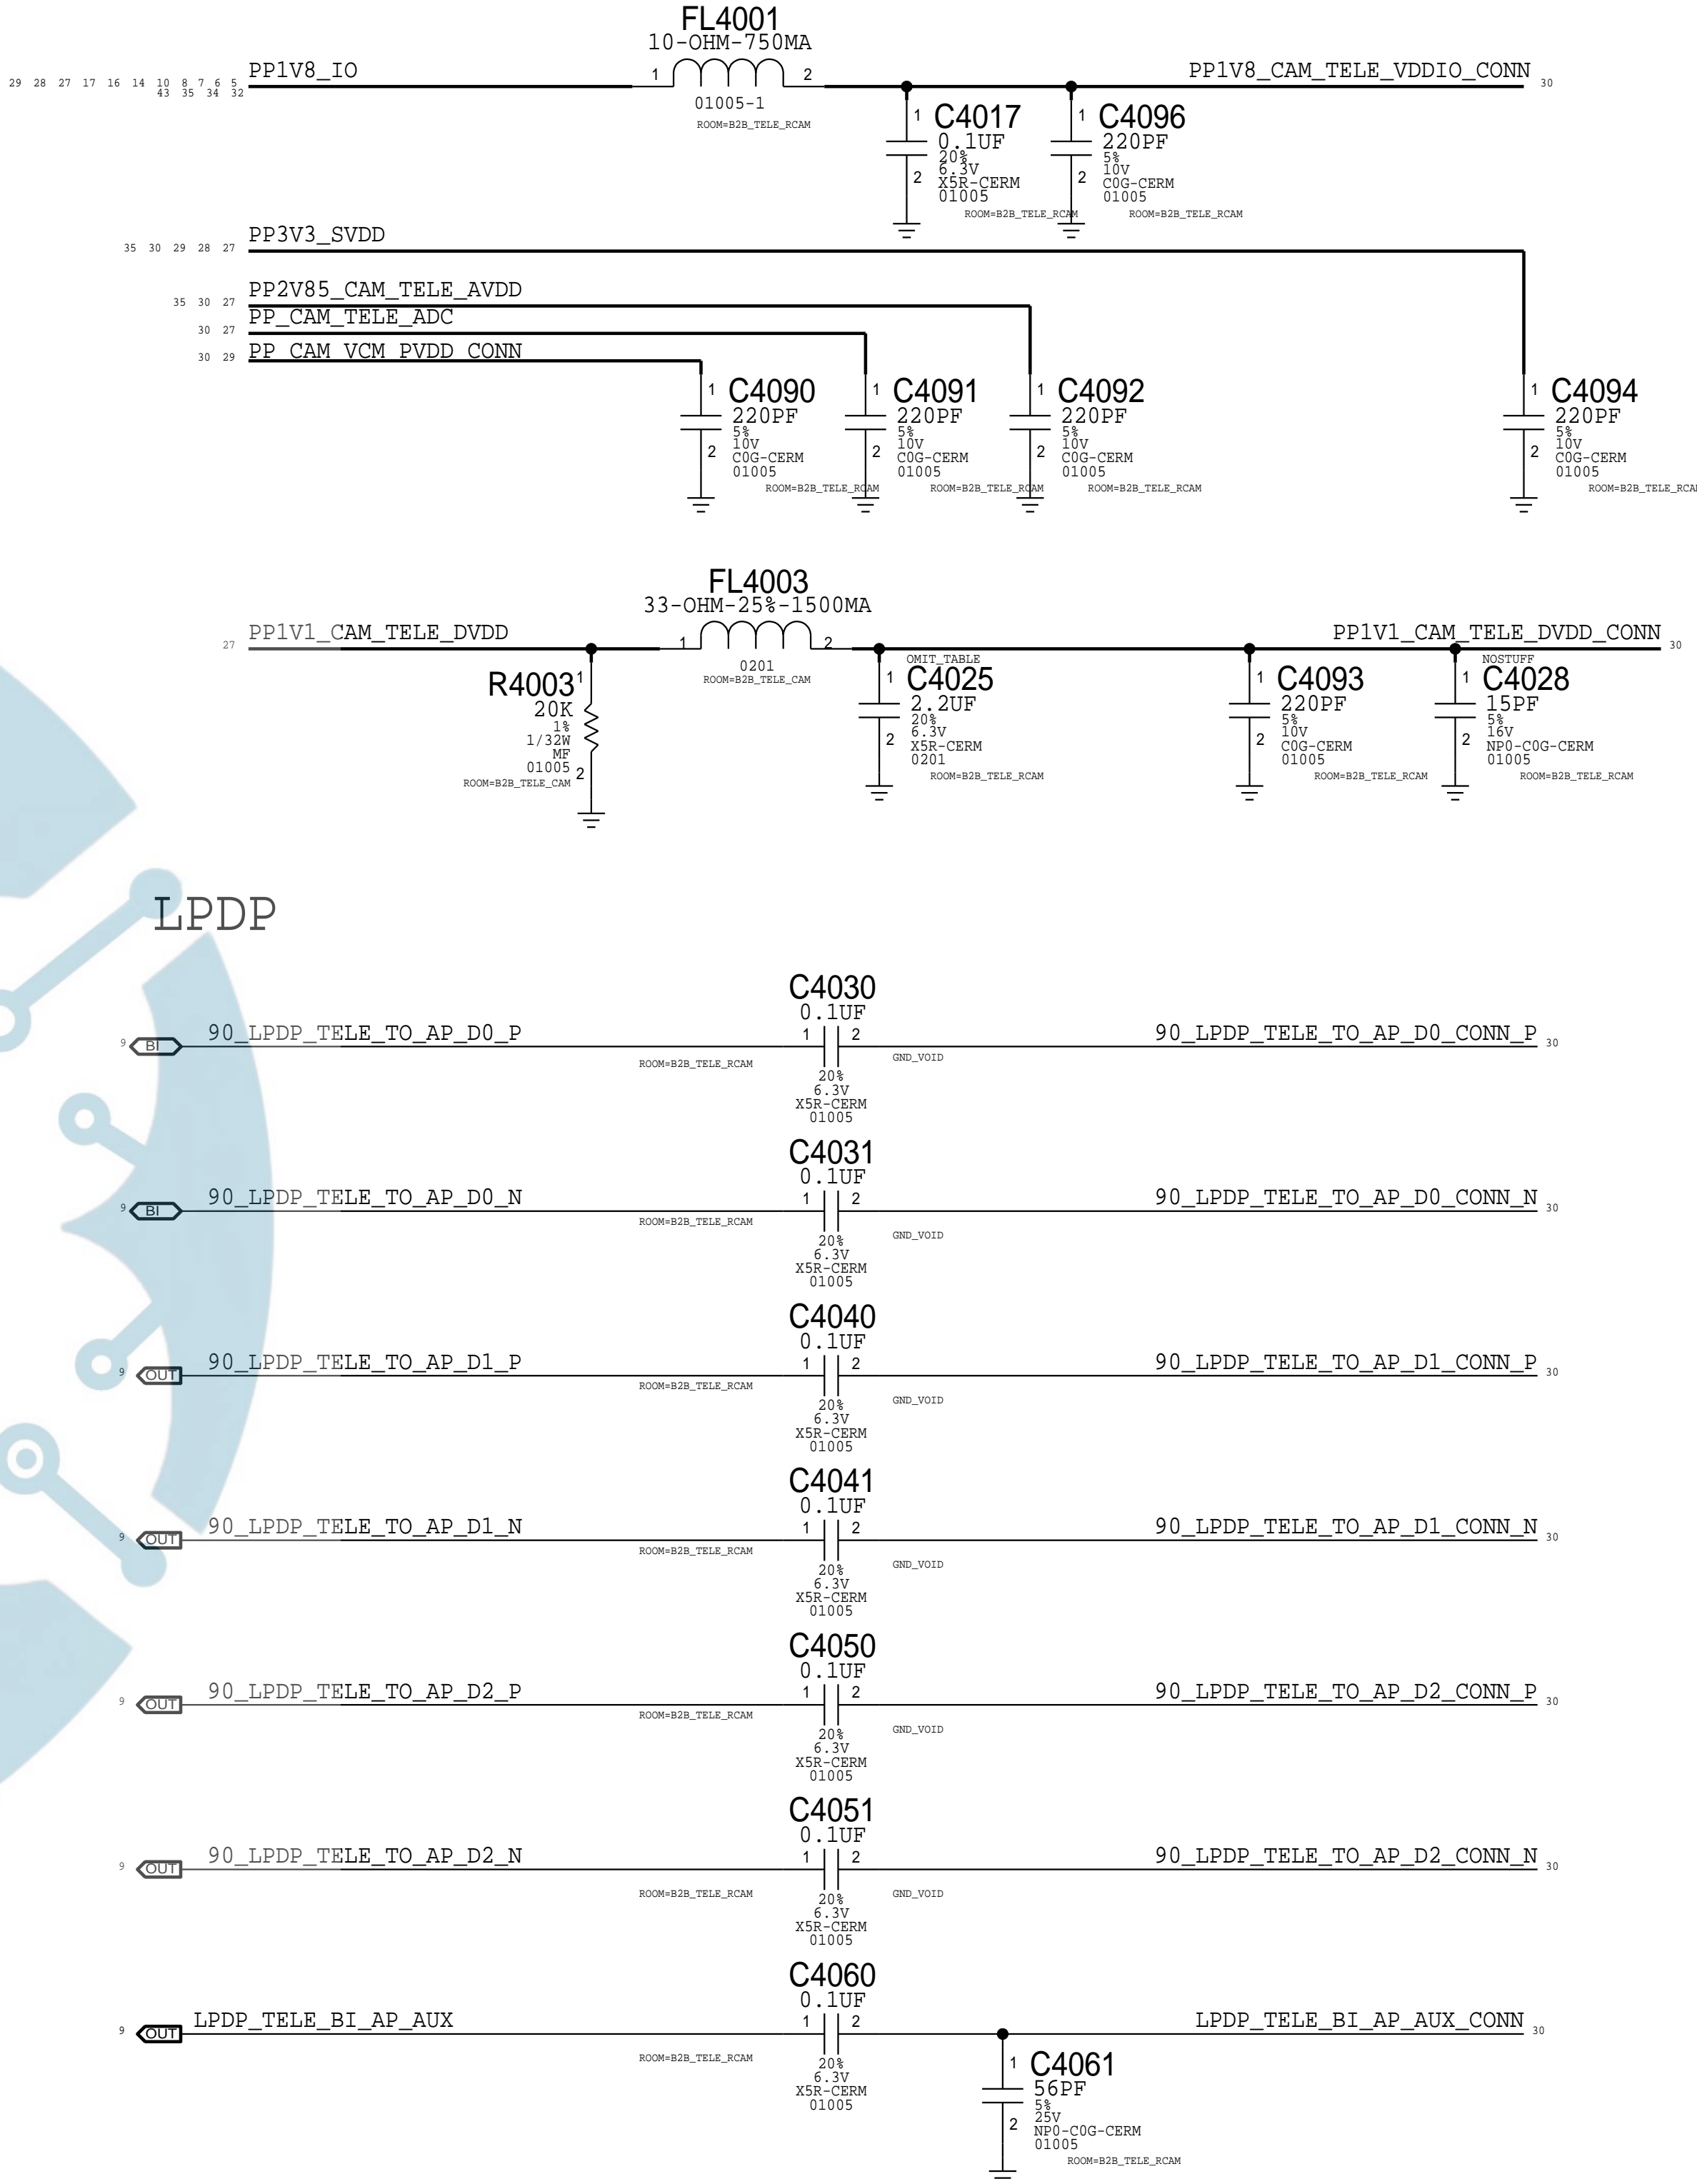 FL4001
10-OHM-750MA
29 28 27 17 16 14 10 8 7 6 5
43 35 34 32
PP1V8_IO
1
2
01005-1
ROOM=B2B_TELE_RCAM
PP1V8_CAM_TELE_VDDIO_CONN
30
1
C4017
0.1UF
20%
6.3V
2
X5R-CERM
01005
ROOM=B2B_TELE_RCAM
1
C4096
220PF
5%
10V
2
C0G-CERM
01005
ROOM=B2B_TELE_RCAM
35 30 29 28 27
PP3V3_SVDD
35 30 27
PP2V85_CAM_TELE_AVDD
30 27
PP_CAM_TELE_ADC
30 29
PP_CAM_VCM_PVDD_CONN
1
C4090
220PF
5%
10V
2
C0G-CERM
01005
ROOM=B2B_TELE_RCAM
1
C4091
220PF
5%
10V
2
C0G-CERM
01005
ROOM=B2B_TELE_RCAM
1
C4092
220PF
5%
10V
2
C0G-CERM
01005
ROOM=B2B_TELE_RCAM
1
C4094
220PF
5%
10V
2
C0G-CERM
01005
ROOM=B2B_TELE_RCAM
FL4003
33-OHM-25%-1500MA
27
PP1V1_CAM_TELE_DVDD
1
2
0201
ROOM=B2B_TELE_CAM
PP1V1_CAM_TELE_DVDD_CONN
30
R4003
1
20K
1%
1/32W
MF
01005
2
ROOM=B2B_TELE_CAM
OMIT_TABLE
1
C4025
2.2UF
20%
6.3V
2
X5R-CERM
0201
ROOM=B2B_TELE_RCAM
1
C4093
220PF
5%
10V
2
C0G-CERM
01005
ROOM=B2B_TELE_RCAM
NOSTUFF
1
C4028
15PF
5%
16V
2
NP0-C0G-CERM
01005
ROOM=B2B_TELE_RCAM
LPDP
C4030
0.1UF
9
BI
90_LPDP_TELE_TO_AP_D0_P
1
2
90_LPDP_TELE_TO_AP_D0_CONN_P
30
ROOM=B2B_TELE_RCAM
GND_VOID
20%
6.3V
X5R-CERM
01005
C4031
0.1UF
9
BI
90_LPDP_TELE_TO_AP_D0_N
1
2
90_LPDP_TELE_TO_AP_D0_CONN_N
30
ROOM=B2B_TELE_RCAM
GND_VOID
20%
6.3V
X5R-CERM
01005
C4040
0.1UF
9
OUT
90_LPDP_TELE_TO_AP_D1_P
1
2
90_LPDP_TELE_TO_AP_D1_CONN_P
30
ROOM=B2B_TELE_RCAM
GND_VOID
20%
6.3V
X5R-CERM
01005
C4041
0.1UF
9
OUT
90_LPDP_TELE_TO_AP_D1_N
1
2
90_LPDP_TELE_TO_AP_D1_CONN_N
30
ROOM=B2B_TELE_RCAM
GND_VOID
20%
6.3V
X5R-CERM
01005
C4050
0.1UF
9
OUT
90_LPDP_TELE_TO_AP_D2_P
1
2
90_LPDP_TELE_TO_AP_D2_CONN_P
30
ROOM=B2B_TELE_RCAM
GND_VOID
20%
6.3V
X5R-CERM
01005
C4051
0.1UF
9
OUT
90_LPDP_TELE_TO_AP_D2_N
1
2
90_LPDP_TELE_TO_AP_D2_CONN_N
30
ROOM=B2B_TELE_RCAM
GND_VOID
20%
6.3V
X5R-CERM
01005
C4060
0.1UF
9
OUT
LPDP_TELE_BI_AP_AUX
1
2
LPDP_TELE_BI_AP_AUX_CONN
30
ROOM=B2B_TELE_RCAM
20%
6.3V
X5R-CERM
01005
1
C4061
56PF
5%
25V
2
NP0-C0G-CERM
01005
ROOM=B2B_TELE_RCAM